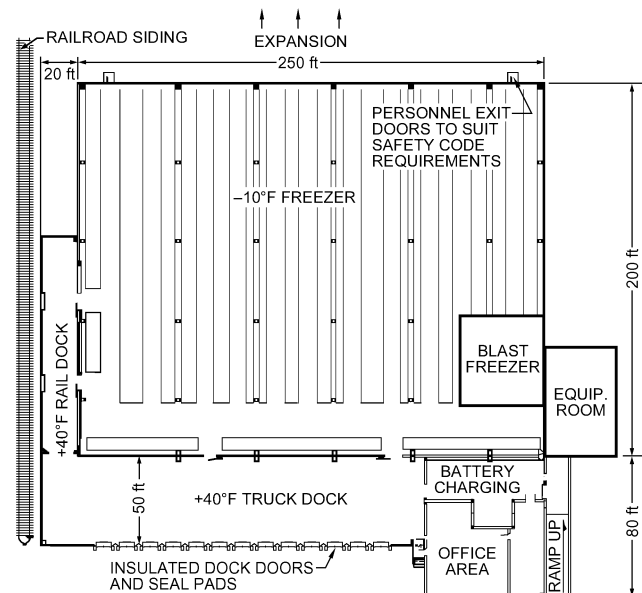 RAILROAD SIDING
EXPANSION
20 ft
250 ft
PERSONNEL EXIT
DOORS TO SUIT
SAFETY CODE
REQUIREMENTS
–10°F FREEZER
200 ft
+40°F RAIL DOCK
BLAST
FREEZER
EQUIP.
ROOM
BATTERY
CHARGING
50 ft
+40°F TRUCK DOCK
80 ft
RAMP UP
OFFICE
AREA
INSULATED DOCK DOORS
AND SEAL PADS